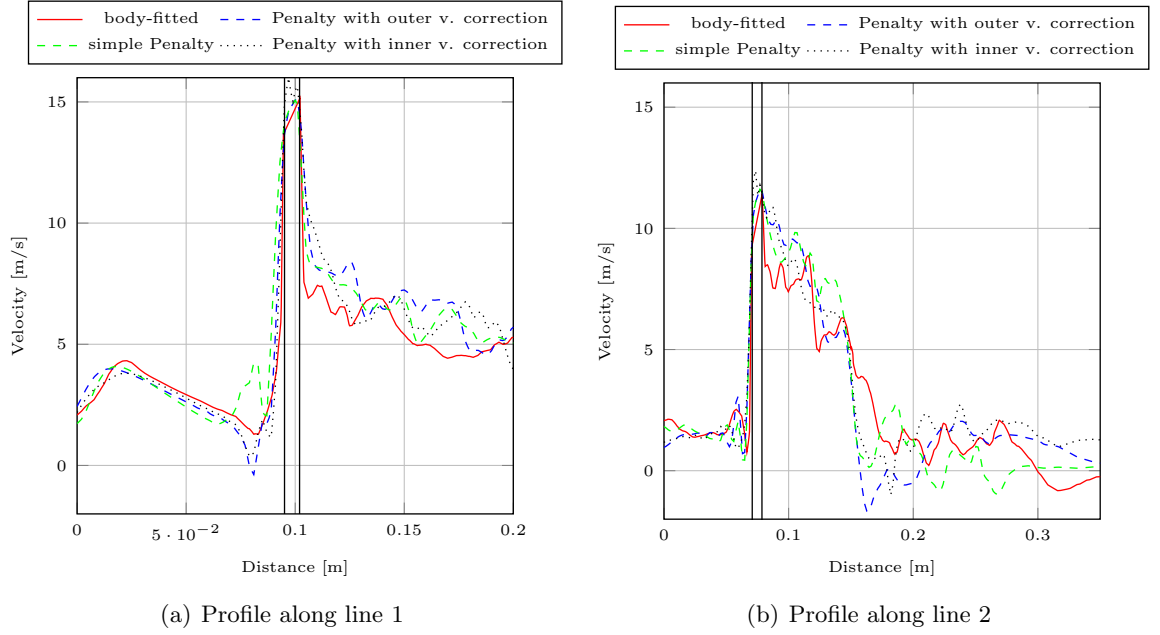 body-fitted Penalty with outer v. correction
simple Penalty Penalty with inner v. correction
15
10
5
0
Velocity [m/s]
0 5 · 10⁻² 0.1 0.15 0.2
Distance [m]
(a) Profile along line 1
body-fitted Penalty with outer v. correction
simple Penalty Penalty with inner v. correction
15
10
5
0
Velocity [m/s]
0 0.1 0.2 0.3
Distance [m]
(b) Profile along line 2